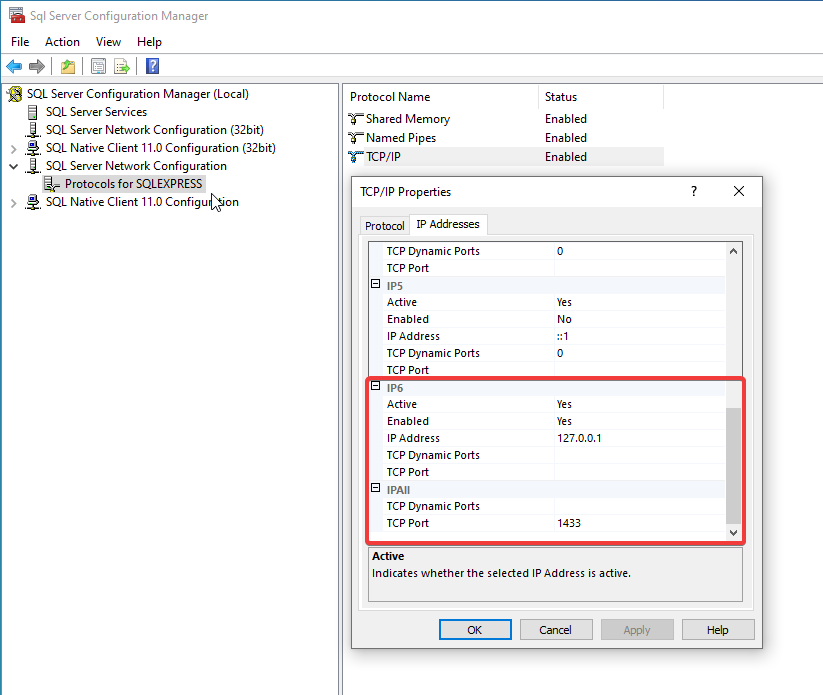 Sql Server Configuration Manager
File Action View Help
SQL Server Configuration Manager (Local)
SQL Server Services
SQL Server Network Configuration (32bit)
SQL Native Client 11.0 Configuration (32bit)
SQL Server Network Configuration
Protocols for SQLEXPRESS
SQL Native Client 11.0 Configuration
Protocol Name Status
Shared Memory Enabled
Named Pipes Enabled
TCP/IP Enabled
TCP/IP Properties ?
Protocol IP Addresses
TCP Dynamic Ports 0
TCP Port
IP5
Active Yes
Enabled No
IP Address ::1
TCP Dynamic Ports 0
TCP Port
IP6
Active Yes
Enabled Yes
IP Address 127.0.0.1
TCP Dynamic Ports
TCP Port
IPAll
TCP Dynamic Ports
TCP Port 1433
Active
Indicates whether the selected IP Address is active.
OK Cancel Apply Help